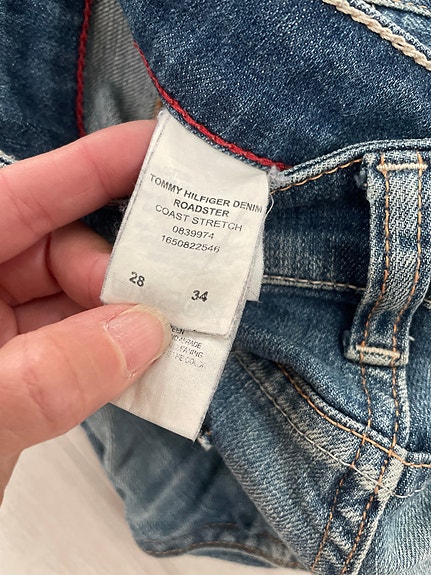 TOMMY HILFIGER DENIM
ROADSTER
COAST STRETCH
0839974
1650822546
28 34